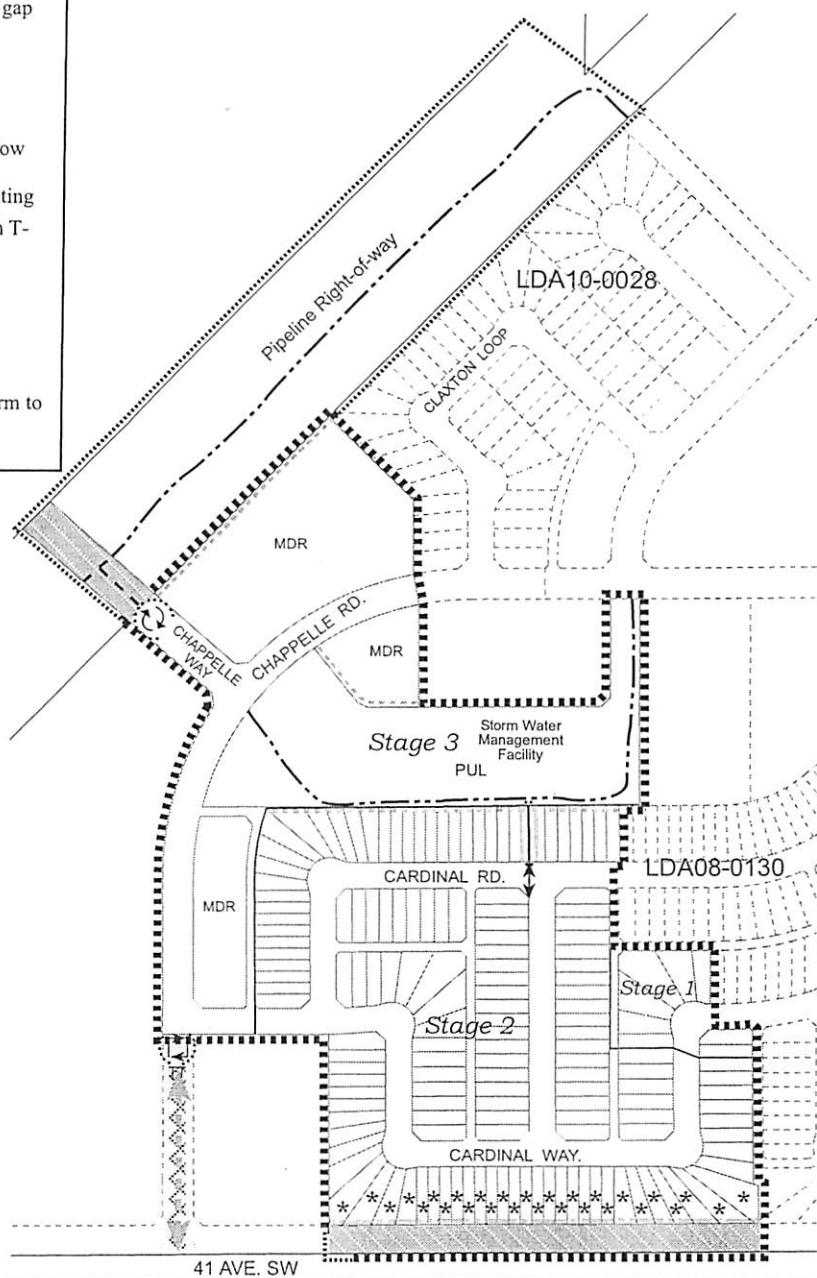 gap
ow
ting
n T-
rm to
Pipeline Right-of-way
LDA10-0028
CLAXTON LOOP
MDR
CHAPPELLE RD.
CHAPPELLE
WAY
MDR
Stage 3
Storm Water
Management
Facility
PUL
LDA08-0130
CARDINAL RD.
MDR
Stage 1
Stage 2
CARDINAL WAY.
41 AVE. SW